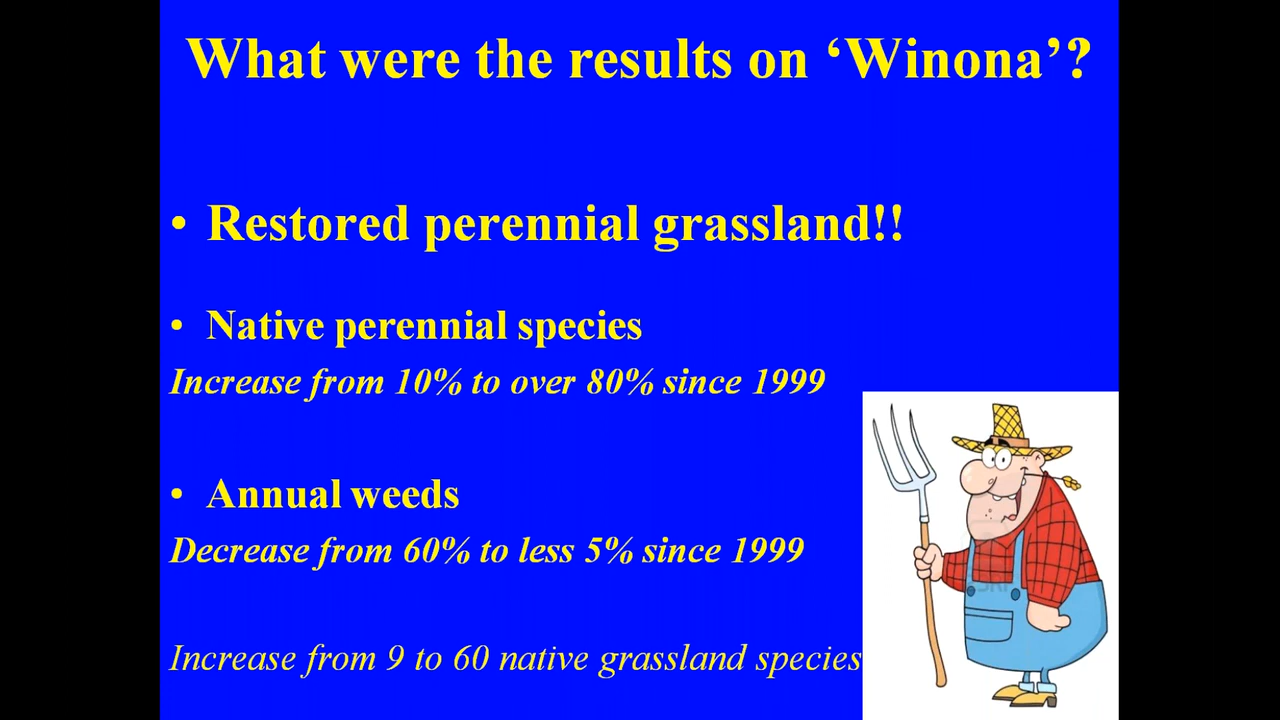 What were the results on ‘Winona’?
• Restored perennial grassland!!
• Native perennial species
Increase from 10% to over 80% since 1999
• Annual weeds
Decrease from 60% to less 5% since 1999
Increase from 9 to 60 native grassland species